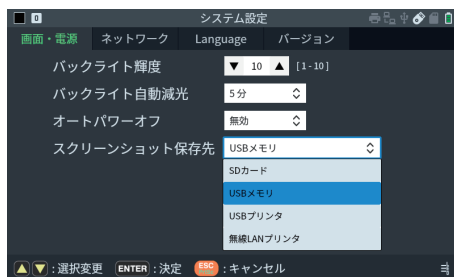 0 システム設定
画面・電源 ネットワーク Language バージョン
バックライト輝度 ▼ 10 ▲ [1-10]
バックライト自動減光 5分
オートパワーオフ 無効
スクリーンショット保存先 USBメモリ
SDカード
USBメモリ
USBプリンタ
無線LANプリンタ
▲▼:選択変更 ENTER:決定 ESC:キャンセル